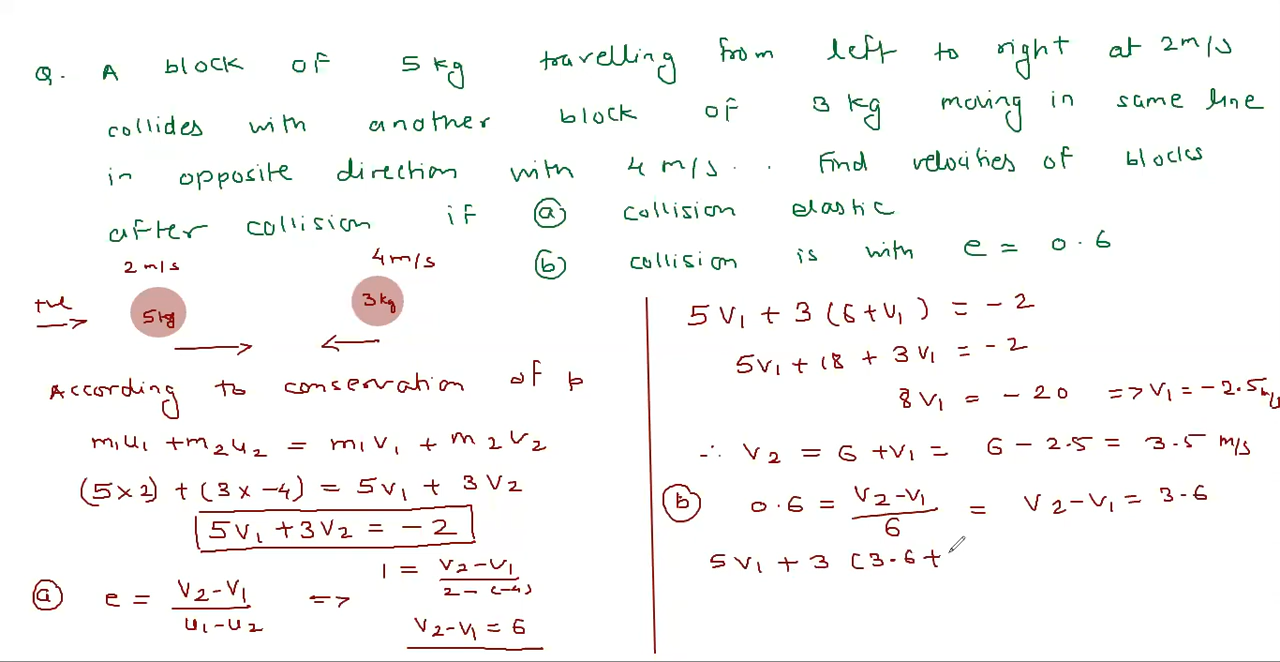 Q. A block of 5 kg travelling from left to right at 2 m/s
collides with another block of 3 kg moving in same line
in opposite direction with 4 m/s. . Find velocities of blocks
after collision if (a) collision elastic
(b) collision is with e = 0.6
2 m/s
4 m/s
+ve
5kg
3kg
According to conservation of p
m1u1 + m2u2 = m1v1 + m2v2
(5 x 2) + (3 x -4) = 5v1 + 3v2
5v1 + 3v2 = -2
(a) e = v2-v1/u1-u2 => 1 = v2-v1/2-(-4)
v2-v1 = 6
5v1 + 3 (6+v1) = -2
5v1 + 18 + 3v1 = -2
8v1 = -20 => v1 = -2.5 m/s
∴ v2 = 6 + v1 = 6 - 2.5 = 3.5 m/s
(b) 0.6 = v2-v1/6 = v2-v1 = 3.6
5v1 + 3 (3.6+